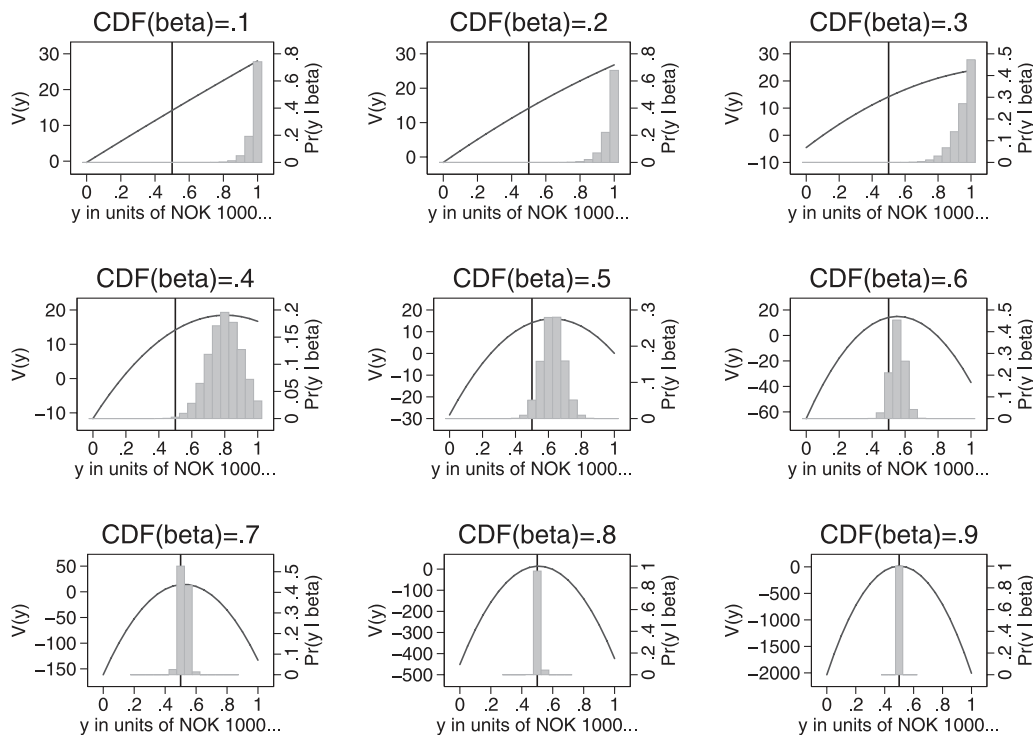 CDF(beta)=.1 CDF(beta)=.2 CDF(beta)=.3
30 .8 30 .8 30 .5
20 .6 20 .6 20 .4
10 .4 10 .4 10 .3
0 .2 0 .2 0 .2
0 0 -10 .1
0
V(y) Pr(y | beta) V(y) Pr(y | beta) V(y) Pr(y | beta)
0 .2 .4 .6 .8 1 0 .2 .4 .6 .8 1 0 .2 .4 .6 .8 1
y in units of NOK 1000... y in units of NOK 1000... y in units of NOK 1000...
CDF(beta)=.4 CDF(beta)=.5 CDF(beta)=.6
20 .2 20 .3 20 .5
10 .15 10 .2 0 .4
0 .1 0 .1 -20 .3
-10 .05 -10 0 -40 .2
0 -20 -60 .1
-30 0
V(y) Pr(y | beta) V(y) Pr(y | beta) V(y) Pr(y | beta)
0 .2 .4 .6 .8 1 0 .2 .4 .6 .8 1 0 .2 .4 .6 .8 1
y in units of NOK 1000... y in units of NOK 1000... y in units of NOK 1000...
CDF(beta)=.7 CDF(beta)=.8 CDF(beta)=.9
50 .5 0 1 0 1
0 .4 -100 .8 -500 .8
-50 .3 -200 .6 -1000 .6
-100 .2 -300 .4 -1500 .4
-150 .1 -400 .2 -2000 .2
0 -500 0 0
V(y) Pr(y | beta) V(y) Pr(y | beta) V(y) Pr(y | beta)
0 .2 .4 .6 .8 1 0 .2 .4 .6 .8 1 0 .2 .4 .6 .8 1
y in units of NOK 1000... y in units of NOK 1000... y in units of NOK 1000...